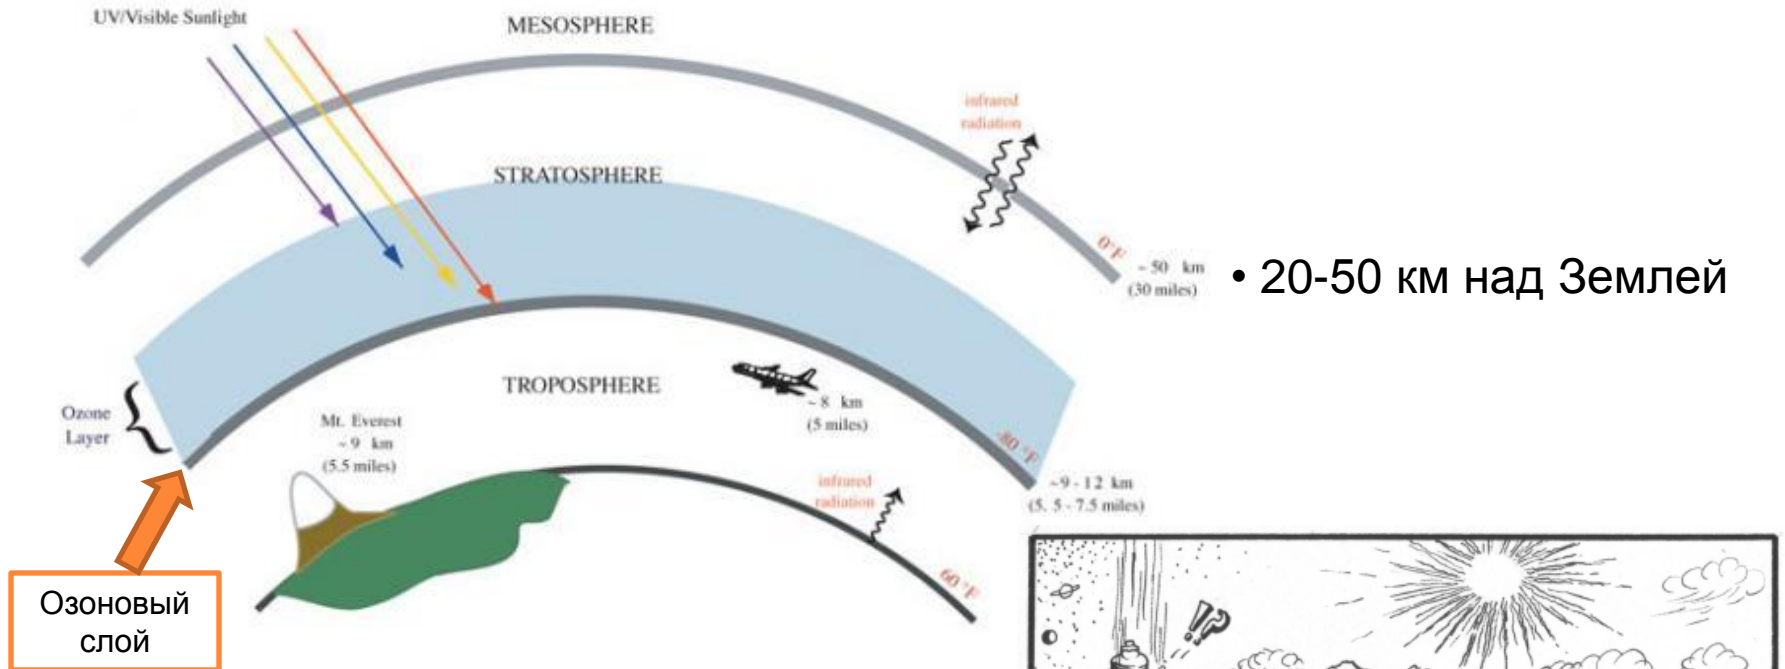 UV/Visible Sunlight
MESOSPHERE
infrared
radiation
STRATOSPHERE
0°F
~ 50 km
(30 miles)
• 20-50 км над Землей
TROPOSPHERE
~ 8 km
(5 miles)
Ozone
Layer
Mt. Everest
~ 9 km
(5.5 miles)
-80 °F
~9 - 12 km
(5. 5 - 7.5 miles)
infrared
radiation
60 °F
Озоновый
слой
!?